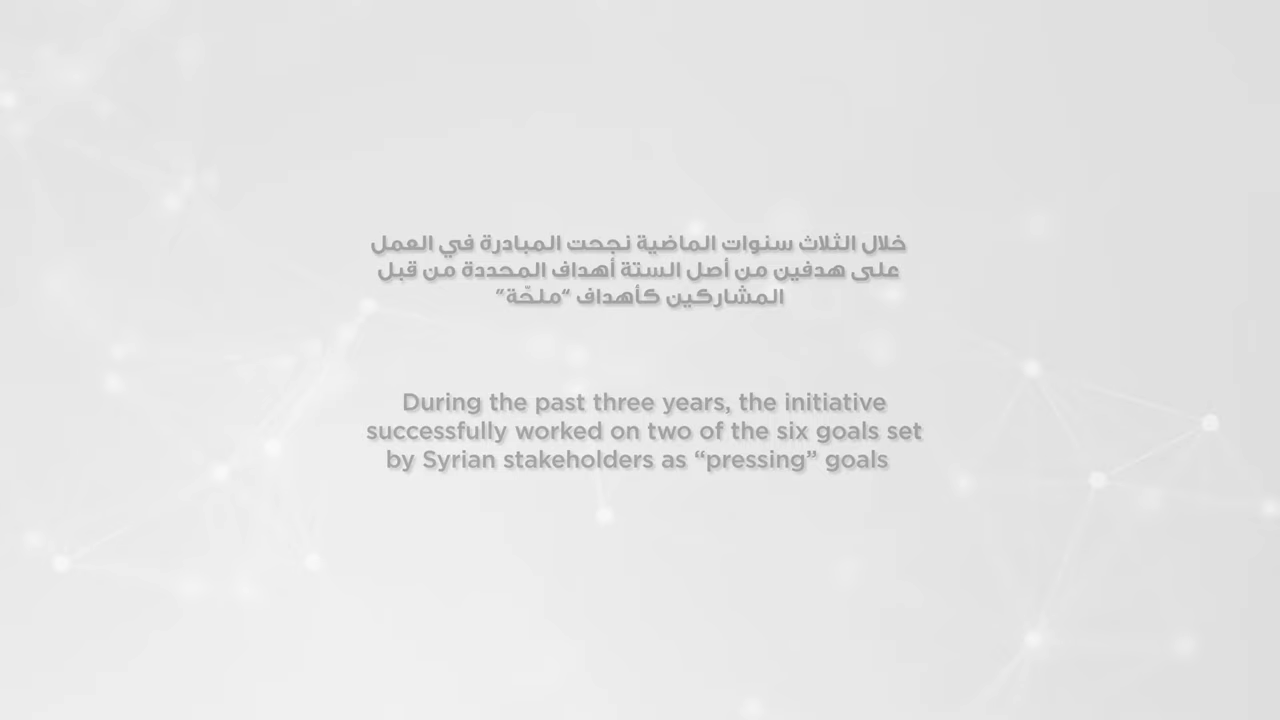 خلال الثلاث سنوات الماضية نجحت المبادرة في العمل
على هدفين من أصل الستة أهداف المحددة من قبل
المشاركين كأهداف “ملحّة”
During the past three years, the initiative
successfully worked on two of the six goals set
by Syrian stakeholders as “pressing” goals